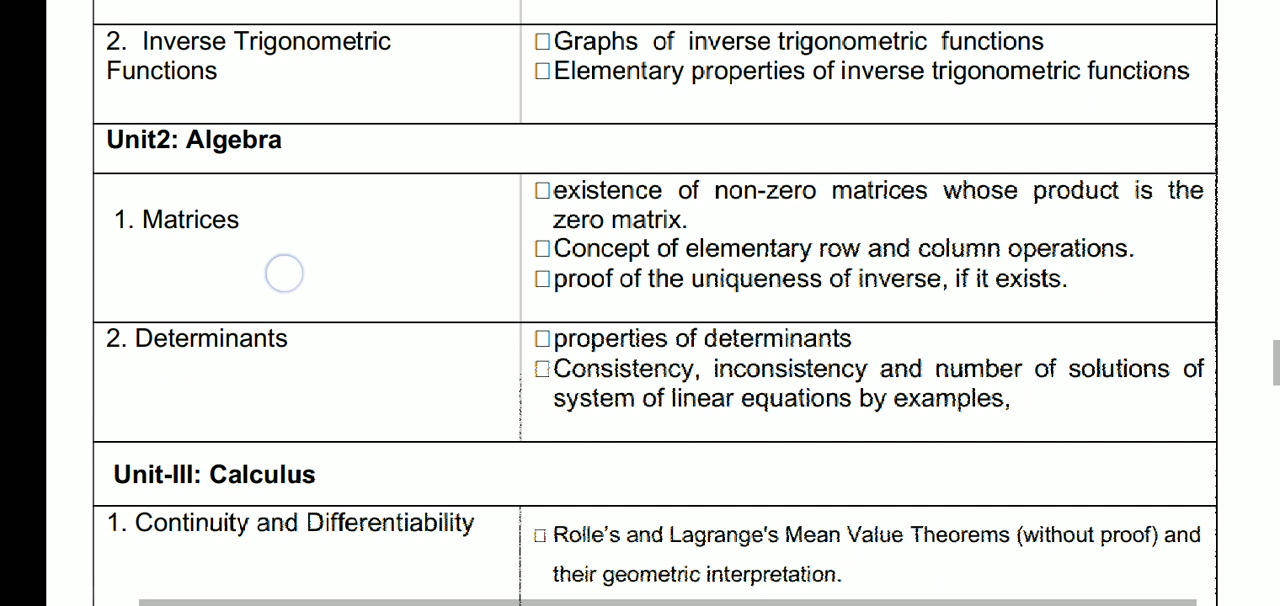 2. Inverse Trigonometric
Functions
Graphs of inverse trigonometric functions
Elementary properties of inverse trigonometric functions
Unit2: Algebra
1. Matrices
existence of non-zero matrices whose product is the
zero matrix.
Concept of elementary row and column operations.
proof of the uniqueness of inverse, if it exists.
2. Determinants
properties of determinants
Consistency, inconsistency and number of solutions of
system of linear equations by examples,
Unit-III: Calculus
1. Continuity and Differentiability
Rolle’s and Lagrange's Mean Value Theorems (without proof) and
their geometric interpretation.